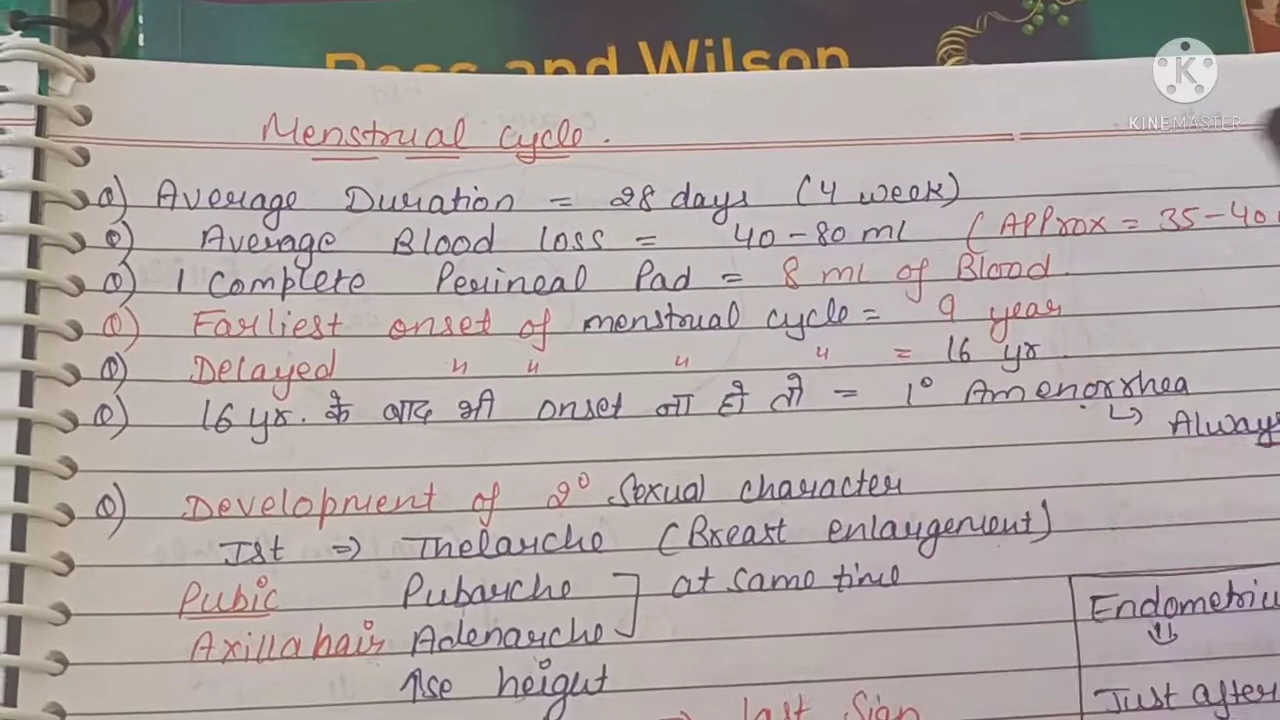 Ross and Wilson
KINEMASTER
Menstrual Cycle.
Average Duration = 28 days (4 week)
Average Blood loss = 40-80 ml (Approx = 35-40
1 Complete Perineal Pad = 8 ml of Blood
Earliest onset of menstrual cycle = 9 year
Delayed " " " " = 16 yr
16 yr. के बाद भी onset ना हो तो = 1° Amenorrhea
↳ Always
Development of 2° Sexual character
Ist ⇒ Thelarche (Breast enlargement)
Pubic Pubarche ] at same time
Axilla hair Adenarche
↑se height
Endometriu
⇓
Just after
⇒ last Sign